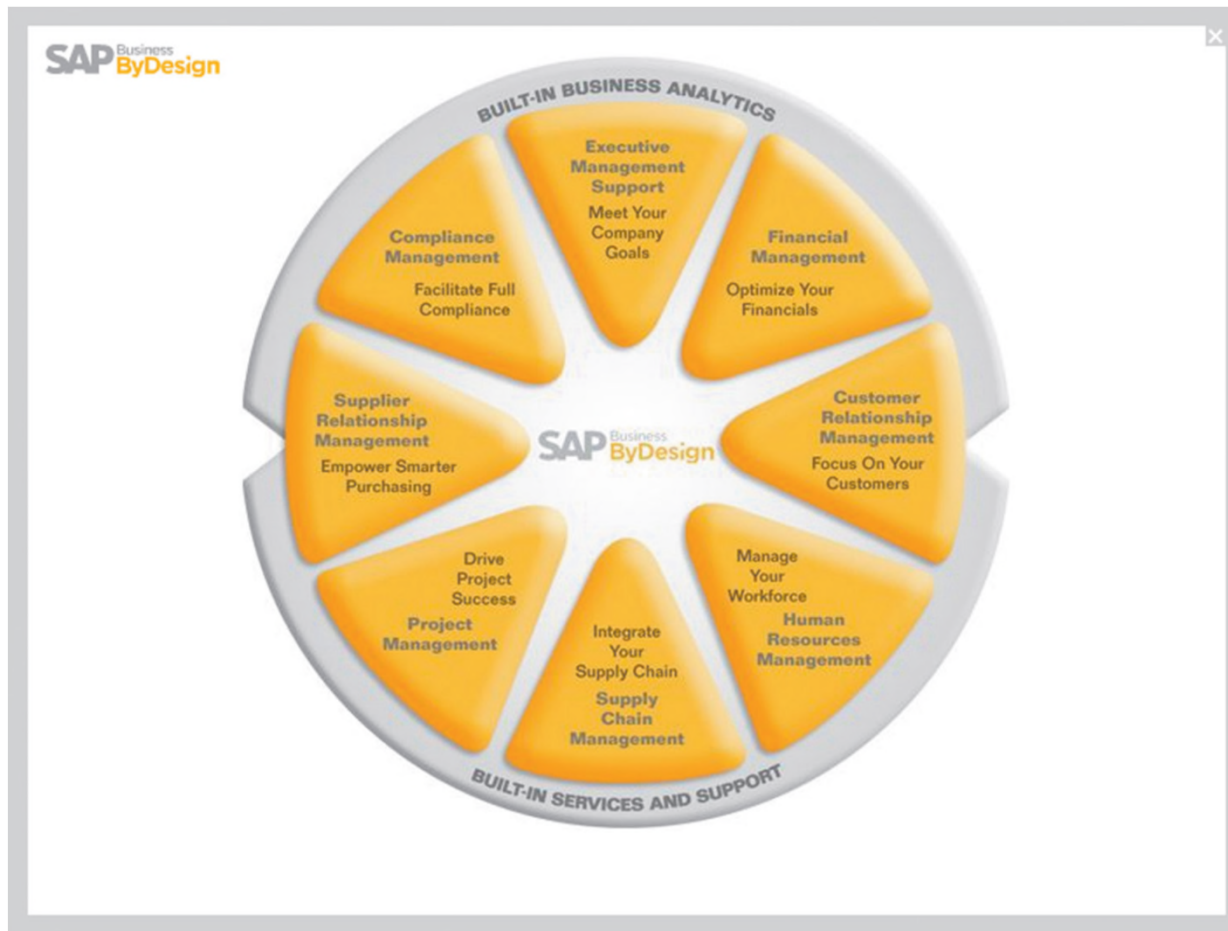 SAP Business ByDesign
BUILT-IN BUSINESS ANALYTICS
Executive
Management
Support
Meet Your
Company
Goals
Financial
Management
Optimize Your
Financials
Customer
Relationship
Management
Focus On Your
Customers
Manage
Your
Workforce
Human
Resources
Management
Integrate
Your
Supply Chain
Supply
Chain
Management
Drive
Project
Success
Project
Management
Supplier
Relationship
Management
Empower Smarter
Purchasing
Compliance
Management
Facilitate Full
Compliance
SAP Business ByDesign
BUILT-IN SERVICES AND SUPPORT